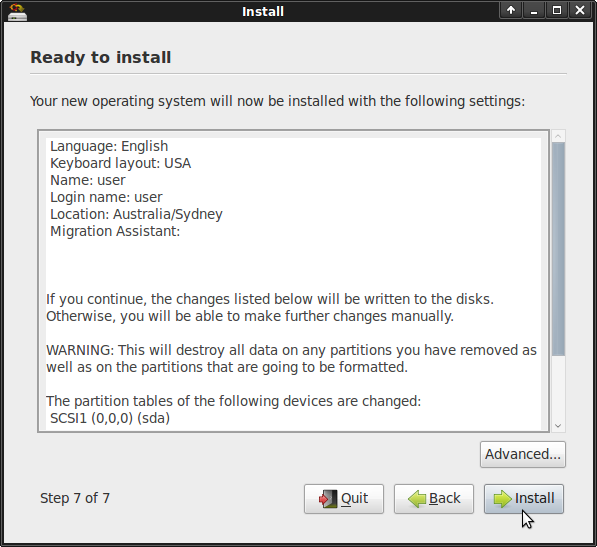 Install
Ready to install
Your new operating system will now be installed with the following settings:
Language: English
Keyboard layout: USA
Name: user
Login name: user
Location: Australia/Sydney
Migration Assistant:
If you continue, the changes listed below will be written to the disks.
Otherwise, you will be able to make further changes manually.
WARNING: This will destroy all data on any partitions you have removed as
well as on the partitions that are going to be formatted.
The partition tables of the following devices are changed:
SCSI1 (0,0,0) (sda)
Advanced...
Step 7 of 7
Quit
Back
Install